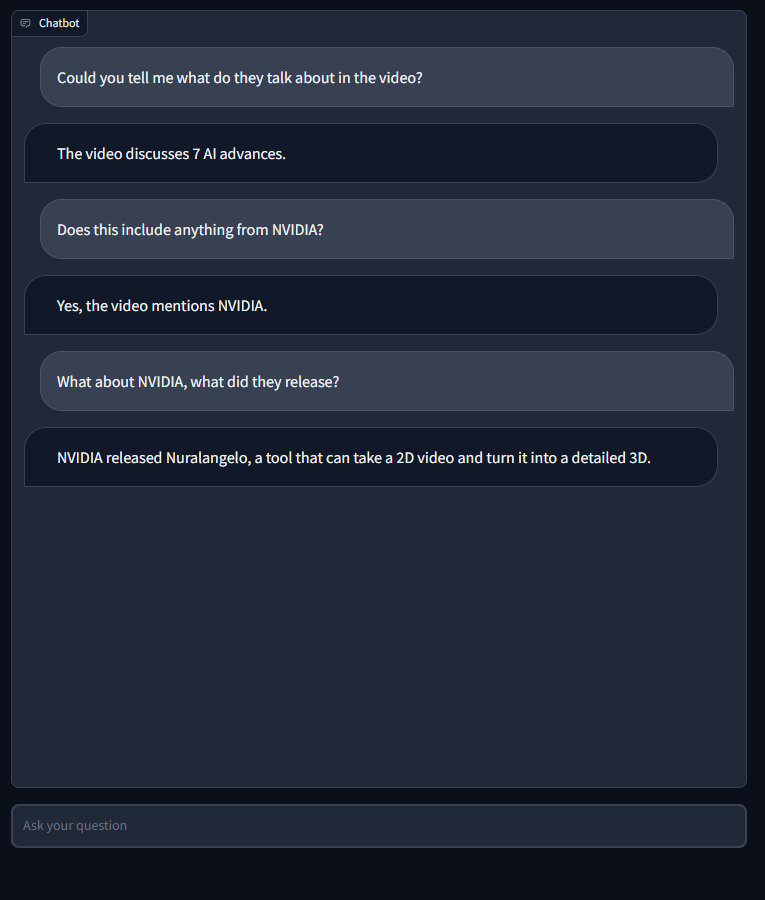 Chatbot
Could you tell me what do they talk about in the video?
The video discusses 7 AI advances.
Does this include anything from NVIDIA?
Yes, the video mentions NVIDIA.
What about NVIDIA, what did they release?
NVIDIA released Nuralangelo, a tool that can take a 2D video and turn it into a detailed 3D.
Ask your question